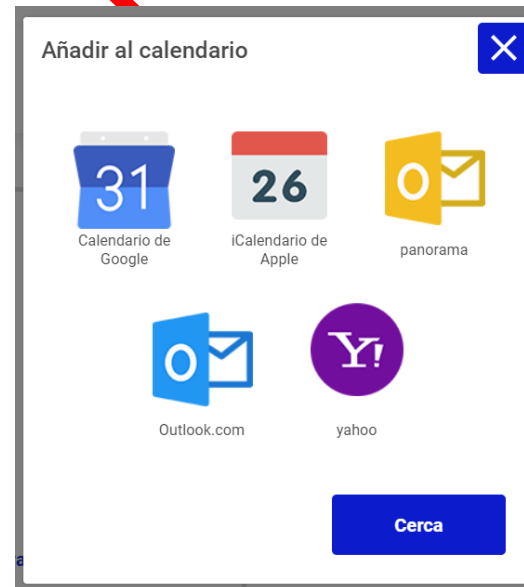 Añadir al calendario
31
26
O
Calendario de
Google
iCalendario de
Apple
panorama
O
Y!
Outlook.com
yahoo
Cerca
a